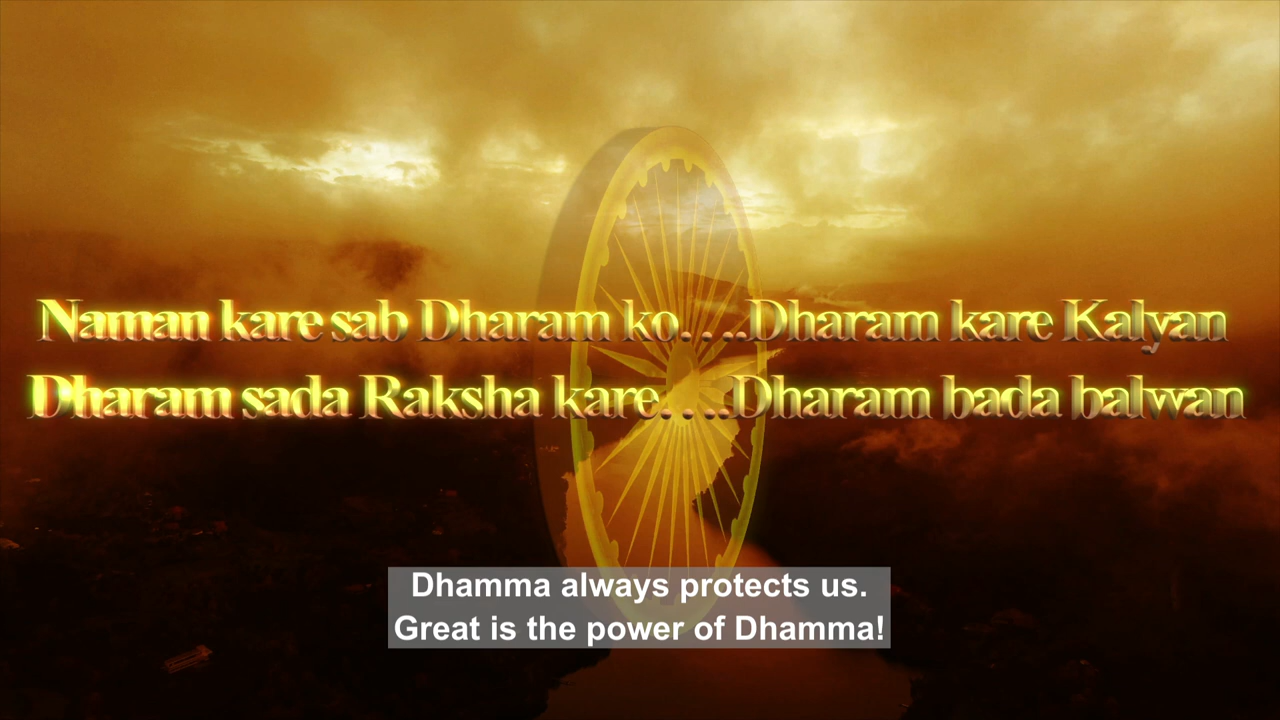 Naman kare sab Dharam ko....Dharam kare Kalyan
Dharam sada Raksha kare....Dharam bada balwan
Dhamma always protects us.
Great is the power of Dhamma!